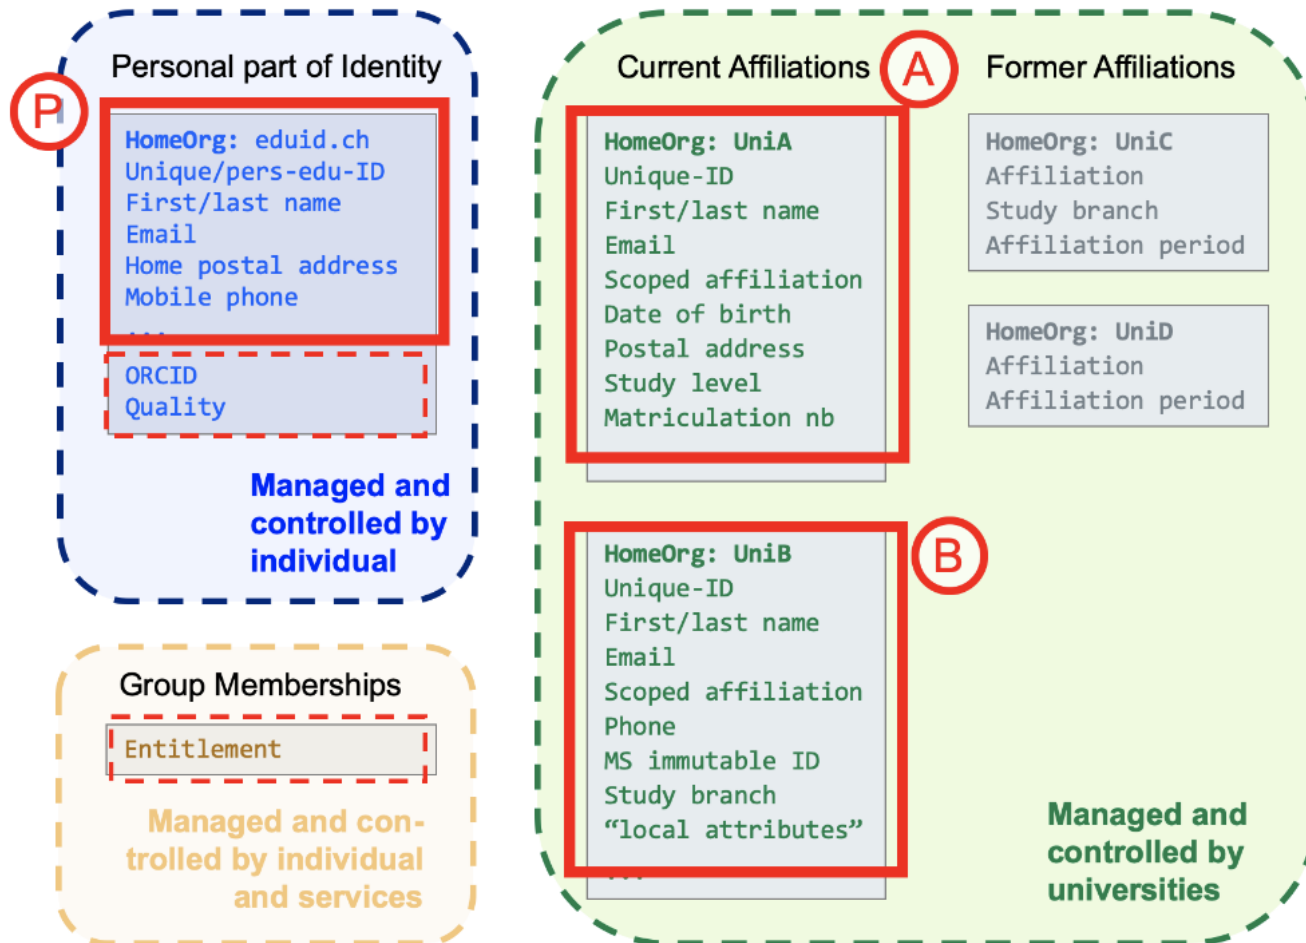 Personal part of Identity
P
HomeOrg: eduid.ch
Unique/pers-edu-ID
First/last name
Email
Home postal address
Mobile phone
...
ORCID
Quality
Managed and
controlled by
individual
Group Memberships
Entitlement
Managed and con-
trolled by individual
and services
Current Affiliations
A
HomeOrg: UniA
Unique-ID
First/last name
Email
Scoped affiliation
Date of birth
Postal address
Study level
Matriculation nb
HomeOrg: UniB
B
Unique-ID
First/last name
Email
Scoped affiliation
Phone
MS immutable ID
Study branch
“local attributes”
...
Former Affiliations
HomeOrg: UniC
Affiliation
Study branch
Affiliation period
HomeOrg: UniD
Affiliation
Affiliation period
Managed and
controlled by
universities